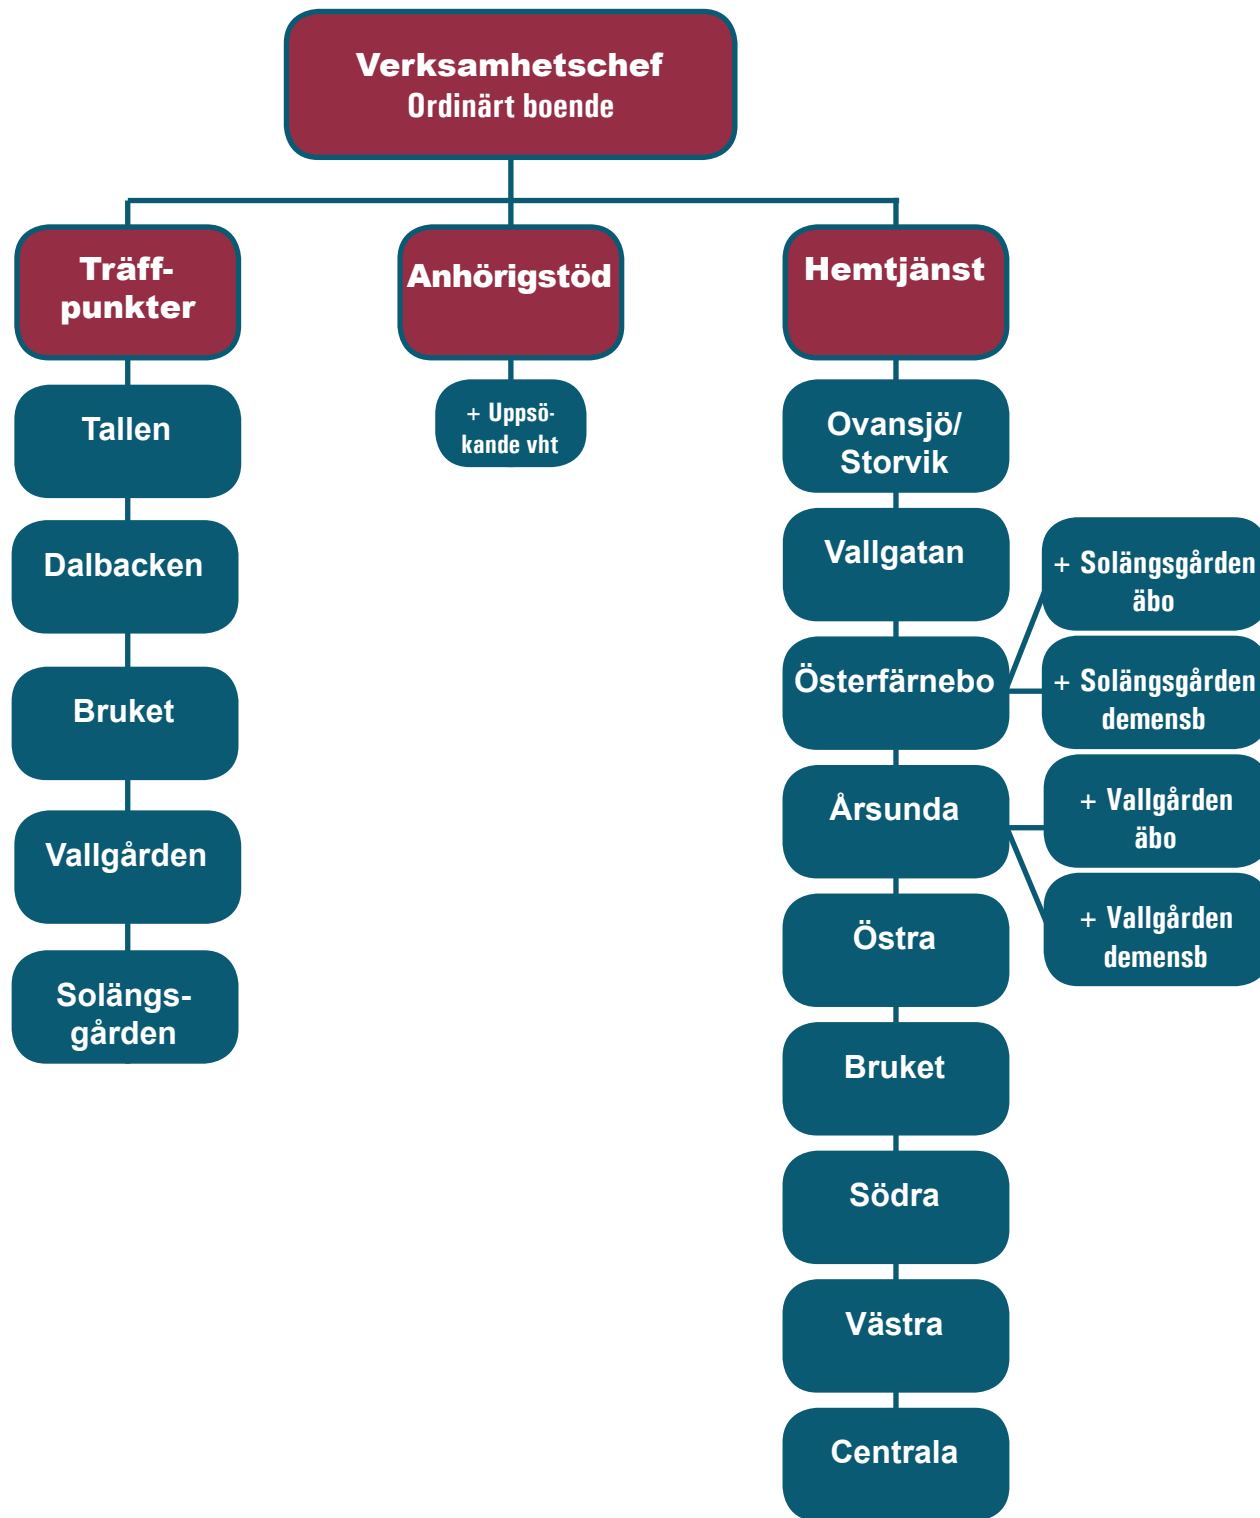 Verksamhetschef
Ordinärt boende
Träff-
punkter
Tallen
Dalbacken
Bruket
Vallgården
Solängs-
gården
Anhörigstöd
+ Uppsö-
kande vht
Hemtjänst
Ovansjö/
Storvik
Vallgatan
Österfärnebo
+ Solängsgården
äbo
+ Solängsgården
demensb
Årsunda
+ Vallgården
äbo
+ Vallgården
demensb
Östra
Bruket
Södra
Västra
Centrala